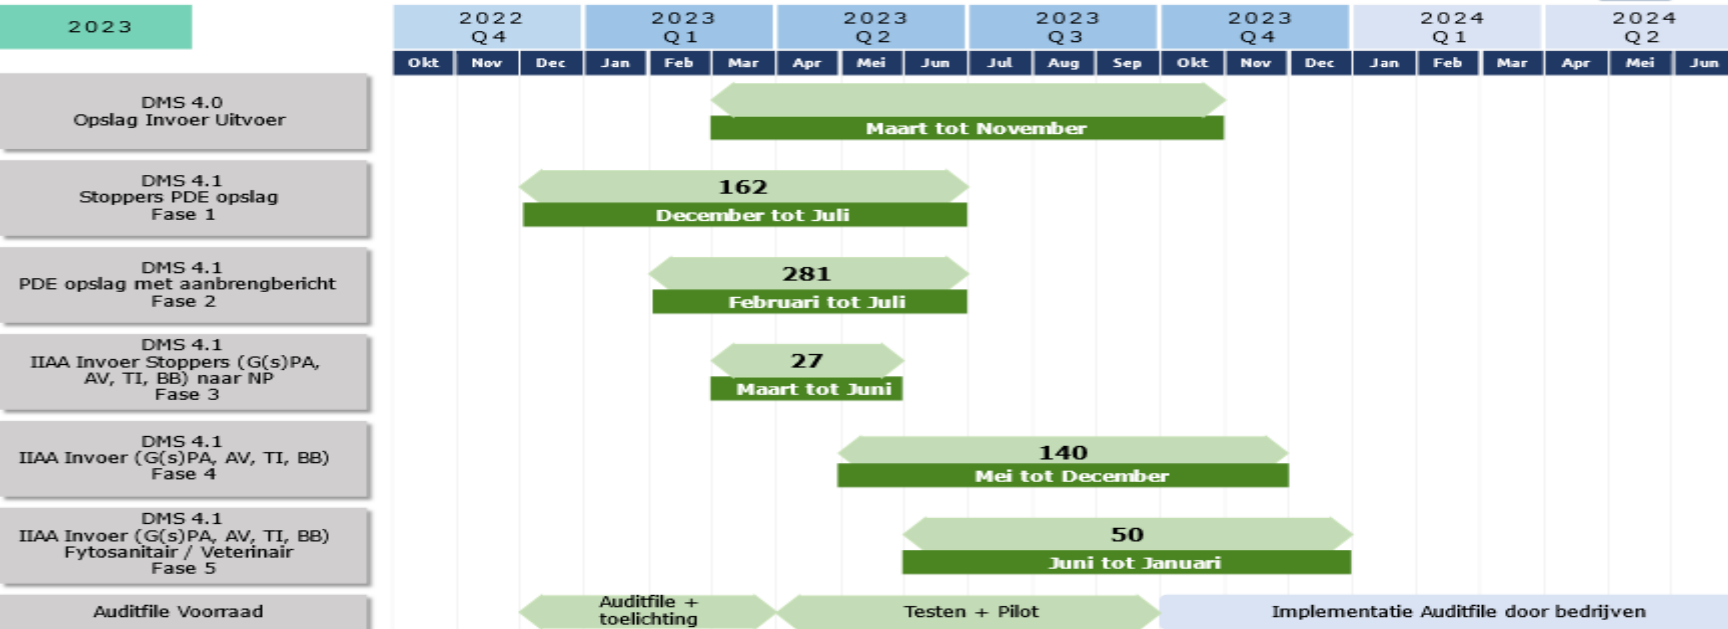 2023
2022
Q4
2023
Q1
2023
Q2
2023
Q3
2023
Q4
2024
Q1
2024
Q2
Okt Nov Dec Jan Feb Mar Apr Mei Jun Jul Aug Sep Okt Nov Dec Jan Feb Mar Apr Mei Jun
DMS 4.0
Opslag Invoer Uitvoer
Maart tot November
DMS 4.1
Stoppers PDE opslag
Fase 1
162
December tot Juli
DMS 4.1
PDE opslag met aanbrengbericht
Fase 2
281
Februari tot Juli
DMS 4.1
IIAA Invoer Stoppers (G(s)PA,
AV, TI, BB) naar NP
Fase 3
27
Maart tot Juni
DMS 4.1
IIAA Invoer (G(s)PA, AV, TI, BB)
Fase 4
140
Mei tot December
DMS 4.1
IIAA Invoer (G(s)PA, AV, TI, BB)
Fytosanitair / Veterinair
Fase 5
50
Juni tot Januari
Auditfile Voorraad
Auditfile +
toelichting
Testen + Pilot
Implementatie Auditfile door bedrijven